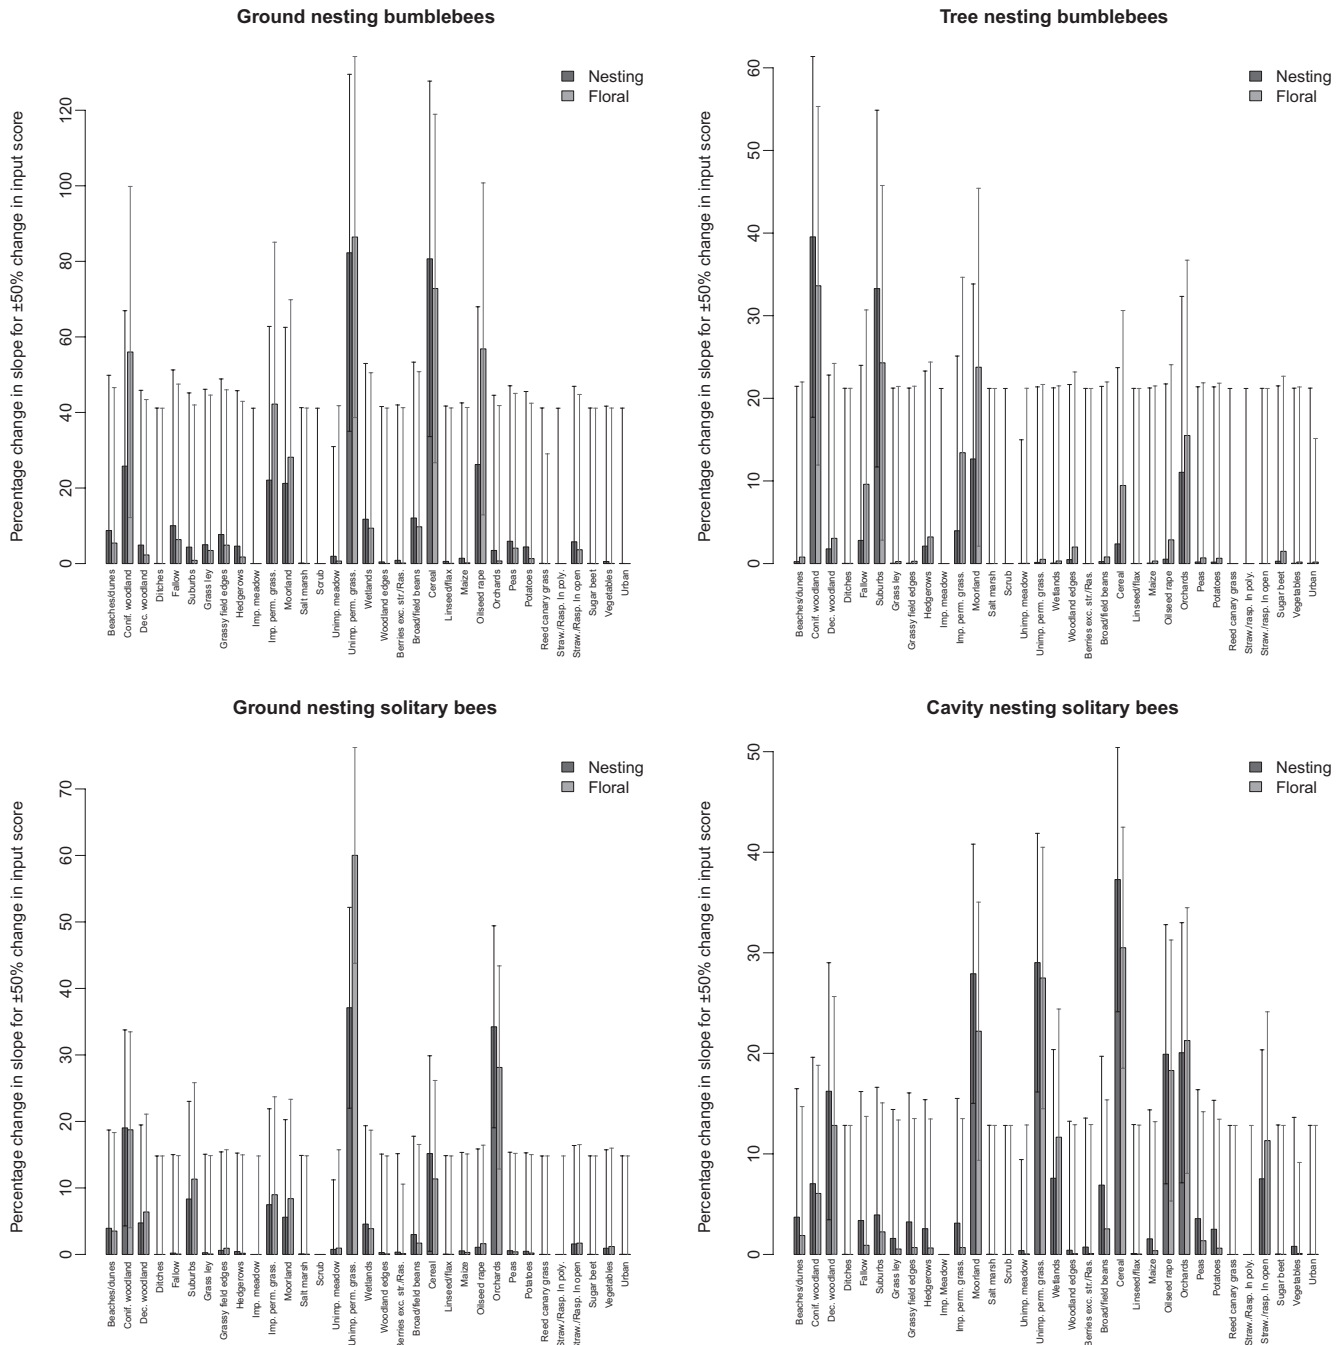 Ground nesting bumblebees
Percentage change in slope for ±50% change in input score
Nesting
Floral
120
100
80
60
40
20
0
Beaches/dunes
Conif. woodland
Dec. woodland
Ditches
Fallow
Suburbs
Grass ley
Grassy field edges
Hedgerows
Imp. meadow
Imp. perm. grass.
Moorland
Salt marsh
Scrub
Unimp. meadow
Unimp. perm. grass.
Wetlands
Woodland edges
Berries exc. str./Ras.
Broad/field beans
Cereal
Linseed/flax
Maize
Oilseed rape
Orchards
Peas
Potatoes
Reed canary grass
Straw./Rasp. In poly.
Straw./Rasp. In open
Sugar beet
Vegetables
Urban
Tree nesting bumblebees
Percentage change in slope for ±50% change in input score
Nesting
Floral
60
50
40
30
20
10
0
Beaches/dunes
Conif. woodland
Dec. woodland
Ditches
Fallow
Suburbs
Grass ley
Grassy field edges
Hedgerows
Imp. meadow
Imp. perm. grass.
Moorland
Salt marsh
Scrub
Unimp. meadow
Unimp. perm. grass.
Wetlands
Woodland edges
Berries exc. str./Ras.
Broad/field beans
Cereal
Linseed/flax
Maize
Oilseed rape
Orchards
Peas
Potatoes
Reed canary grass
Straw./rasp. In poly.
Straw./rasp. In open
Sugar beet
Vegetables
Urban
Ground nesting solitary bees
Percentage change in slope for ±50% change in input score
Nesting
Floral
70
60
50
40
30
20
10
0
Beaches/dunes
Conif. woodland
Dec. woodland
Ditches
Fallow
Suburbs
Grass ley
Grassy field edges
Hedgerows
Imp. meadow
Imp. perm. grass.
Moorland
Salt marsh
Scrub
Unimp. meadow
Unimp. perm. grass.
Wetlands
Woodland edges
Berries exc. str./Ras.
Broad/field beans
Cereal
Linseed/flax
Maize
Oilseed rape
Orchards
Peas
Potatoes
Reed canary grass
Straw./Rasp. In poly.
Straw./Rasp. In open
Sugar beet
Vegetables
Urban
Cavity nesting solitary bees
Percentage change in slope for ±50% change in input score
Nesting
Floral
50
40
30
20
10
0
Beaches/dunes
Conif. woodland
Dec. woodland
Ditches
Fallow
Suburbs
Grass ley
Grassy field edges
Hedgerows
Imp. Meadow
Imp. perm. grass.
Moorland
Salt marsh
Scrub
Unimp. meadow
Unimp. perm. grass.
Wetlands
Woodland edges
Berries exc. str./Ras.
Broad/field beans
Cereal
Linseed/flax
Maize
Oilseed rape
Orchards
Peas
Potatoes
Reed canary grass
Straw./Rasp. In poly.
Straw./rasp. In open
Sugar beet
Vegetables
Urban